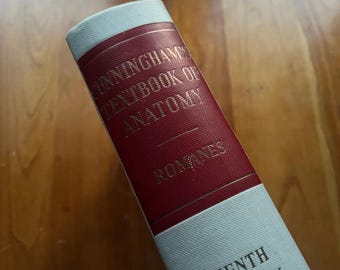 CUNNINGHAM'S
TEXTBOOK OF
ANATOMY
ROMANES